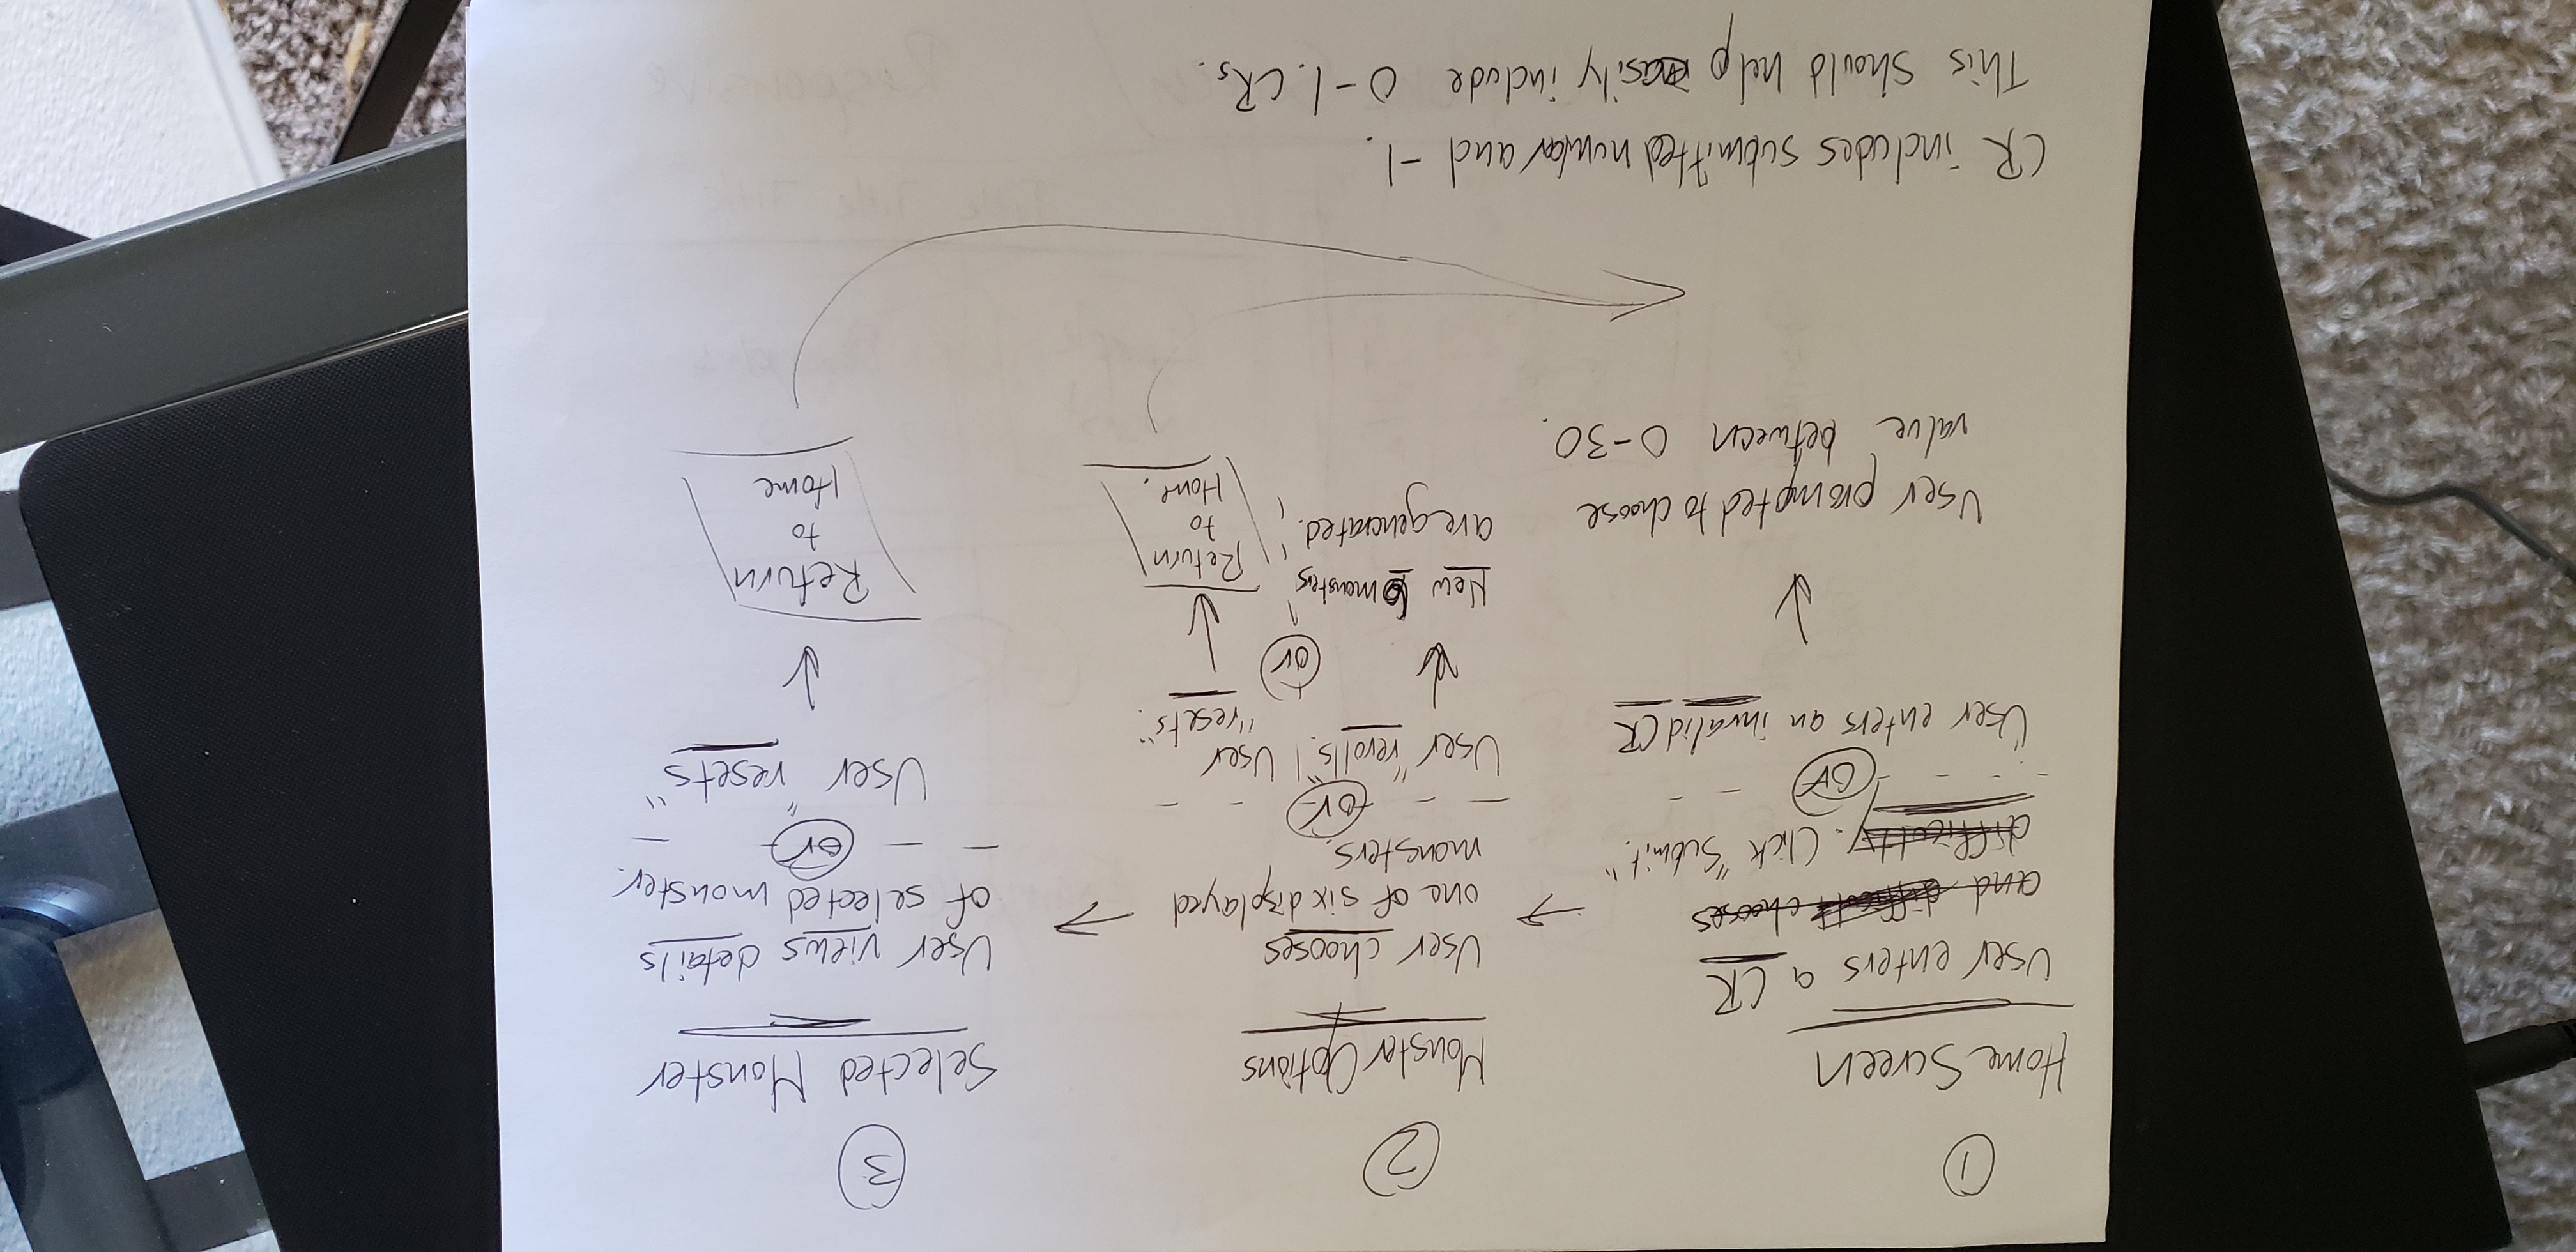 ①
Home Screen
User enters a CR
and difficult chooses
difficulty. Click "Submit."
or
User enters an invalid CR
User prompted to choose
value between 0-30.
②
Monster Options
User chooses
one of six displayed
monsters.
or
User "rerolls".
New 6 monsters
are generated.
or
User
"resets".
Return
to
Home.
③
Selected Monster
User views details
of selected monster.
or
User "resets"
Return
to
Home
CR includes submitted number and -1.
This should help easily include 0-1. CRs.